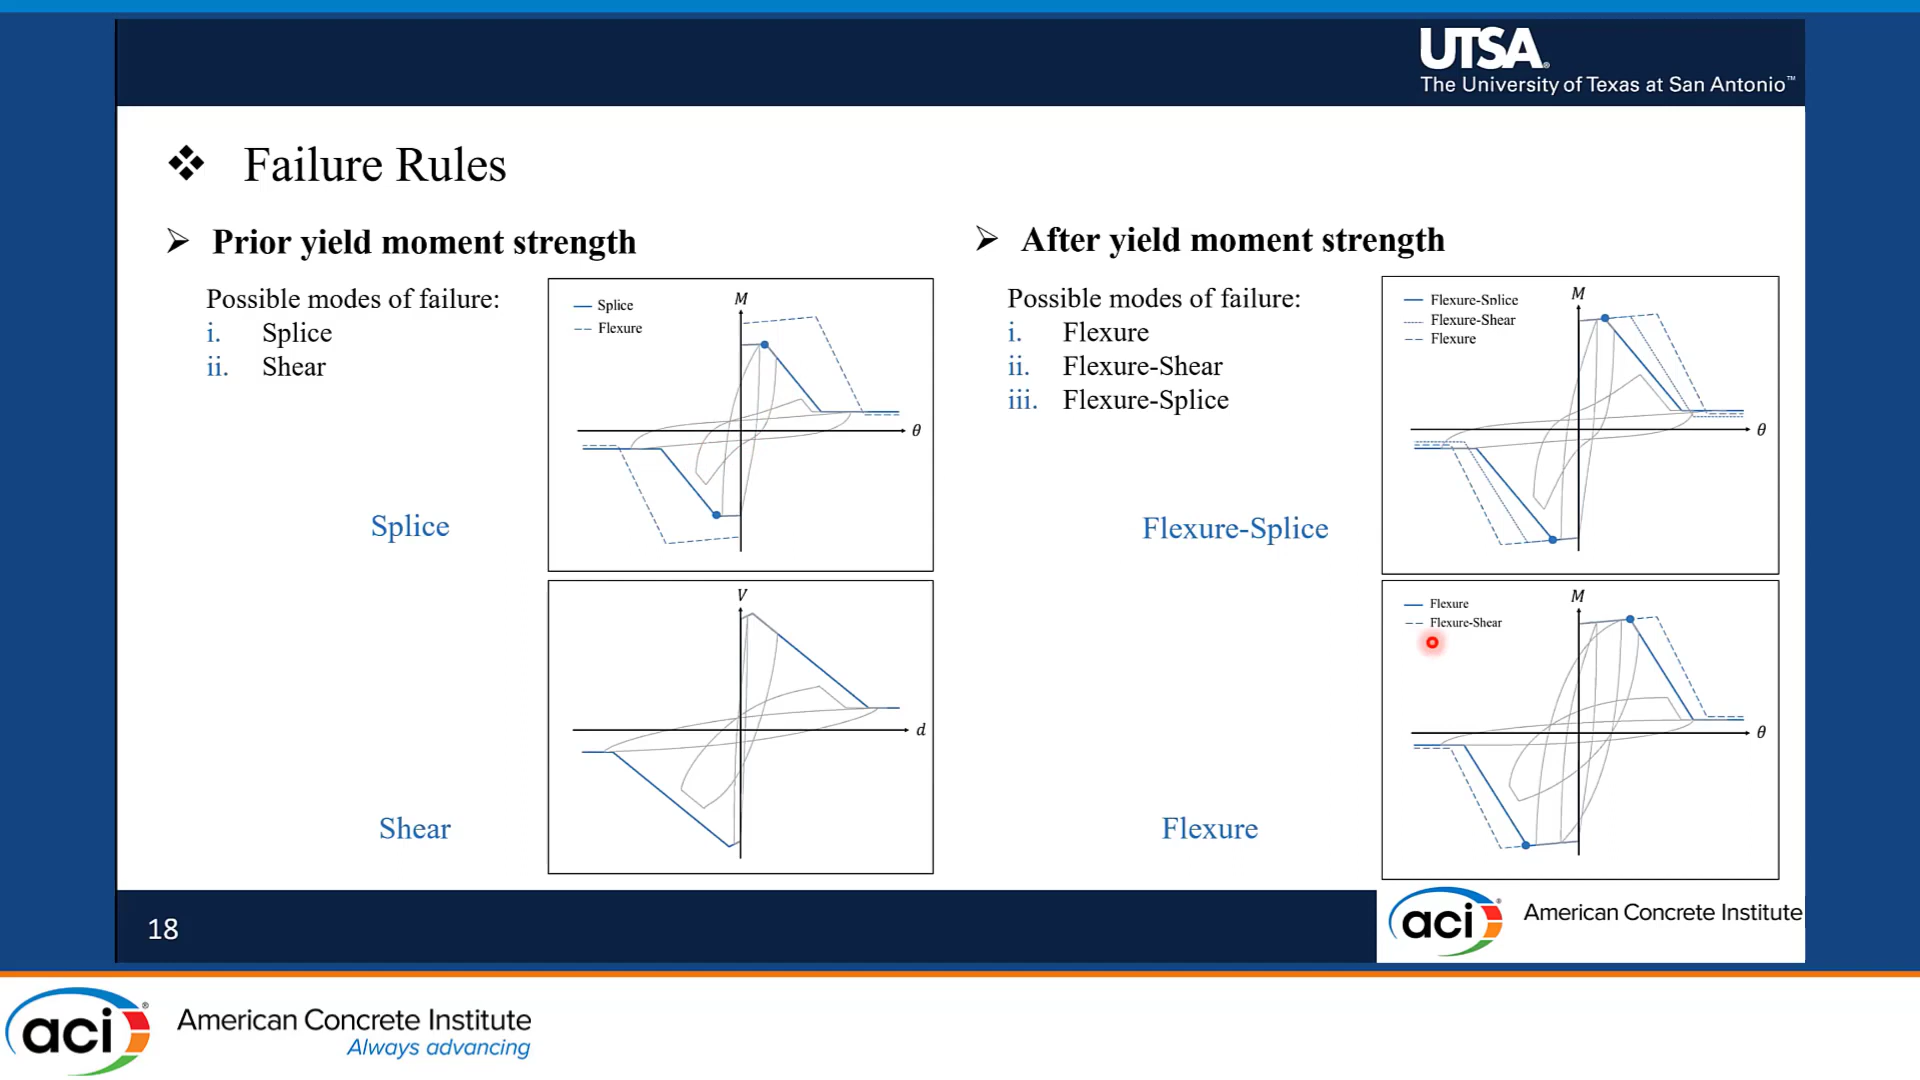 UTSA®
The University of Texas at San Antonio™
❖ Failure Rules
➢ Prior yield moment strength
Possible modes of failure:
i. Splice
ii. Shear
Splice
Flexure
M
θ
Splice
V
d
Shear
➢ After yield moment strength
Possible modes of failure:
i. Flexure
ii. Flexure-Shear
iii. Flexure-Splice
Flexure-Splice
Flexure-Shear
Flexure
M
θ
Flexure-Splice
Flexure
Flexure-Shear
M
θ
Flexure
18
aci®
American Concrete Institute
aci®
American Concrete Institute
Always advancing